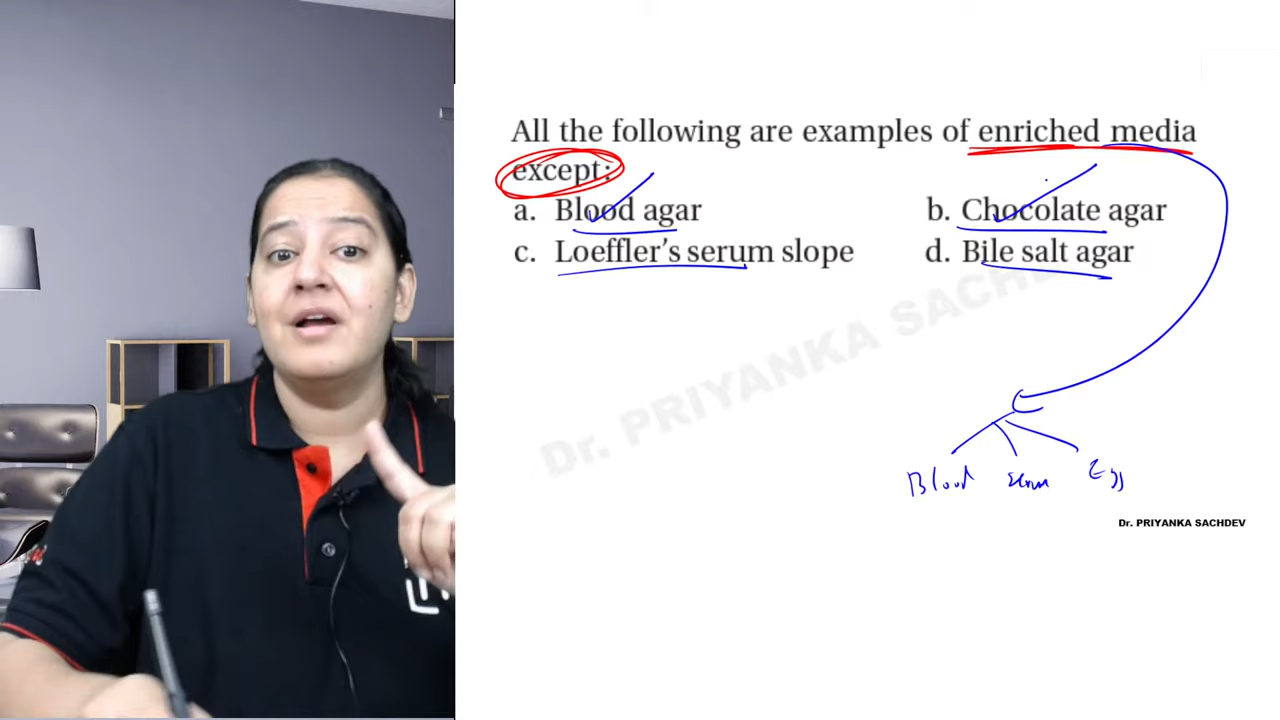 All the following are examples of enriched media
except:
a. Blood agar
b. Chocolate agar
c. Loeffler's serum slope
d. Bile salt agar
Dr. PRIYANKA SACHDEV
Blood serum Egg
Dr. PRIYANKA SACHDEV